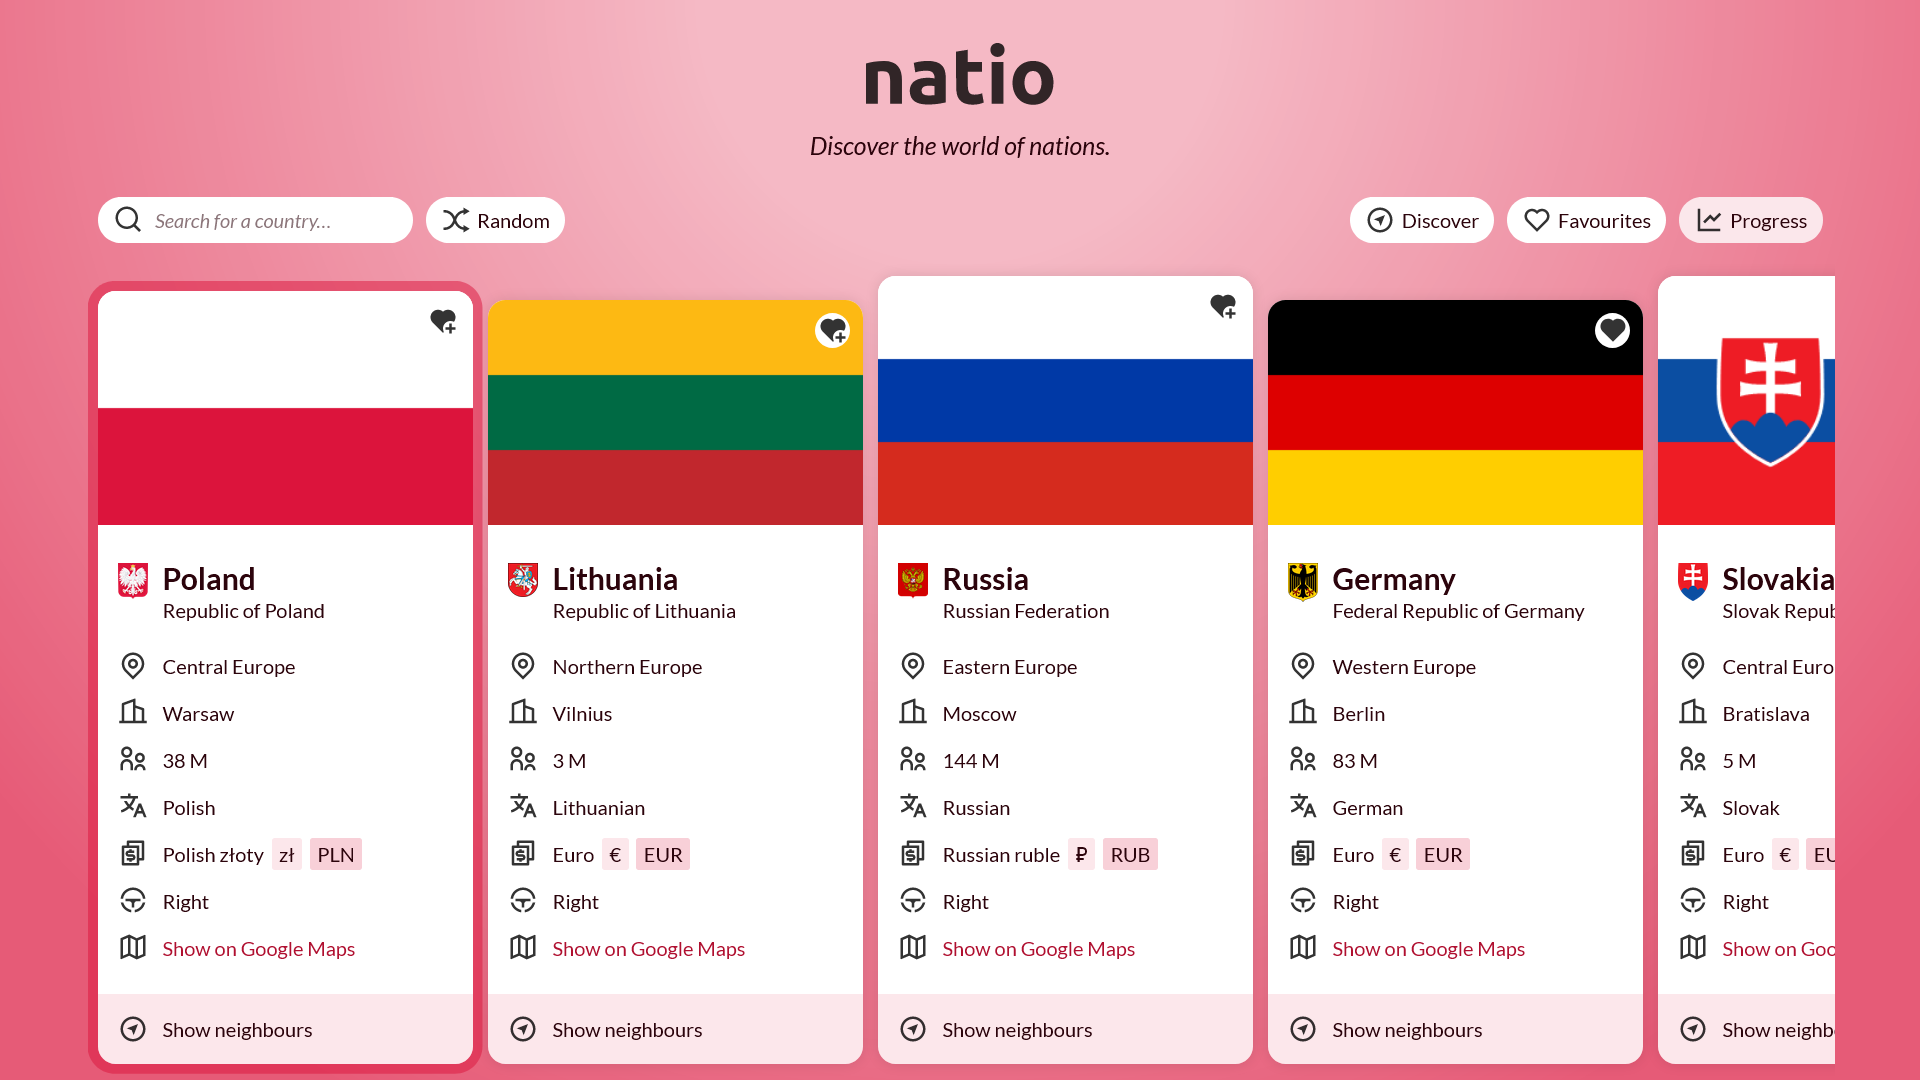 natio
Discover the world of nations.
Search for a country...
Random
Discover
Favourites
Progress
Poland
Republic of Poland
Central Europe
Warsaw
38 M
Polish
Polish złoty zł PLN
Right
Show on Google Maps
Show neighbours
Lithuania
Republic of Lithuania
Northern Europe
Vilnius
3 M
Lithuanian
Euro € EUR
Right
Show on Google Maps
Show neighbours
Russia
Russian Federation
Eastern Europe
Moscow
144 M
Russian
Russian ruble ₽ RUB
Right
Show on Google Maps
Show neighbours
Germany
Federal Republic of Germany
Western Europe
Berlin
83 M
German
Euro € EUR
Right
Show on Google Maps
Show neighbours
Slovakia
Slovak Repub
Central Euro
Bratislava
5 M
Slovak
Euro € EU
Right
Show on Goo
Show neighb